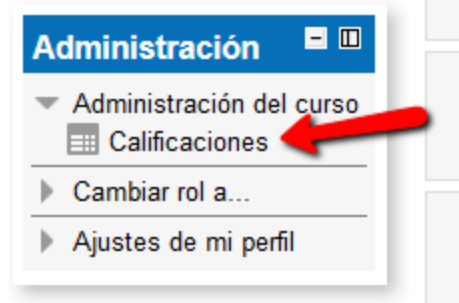 Administración
Administración del curso
Calificaciones
Cambiar rol a...
Ajustes de mi perfil